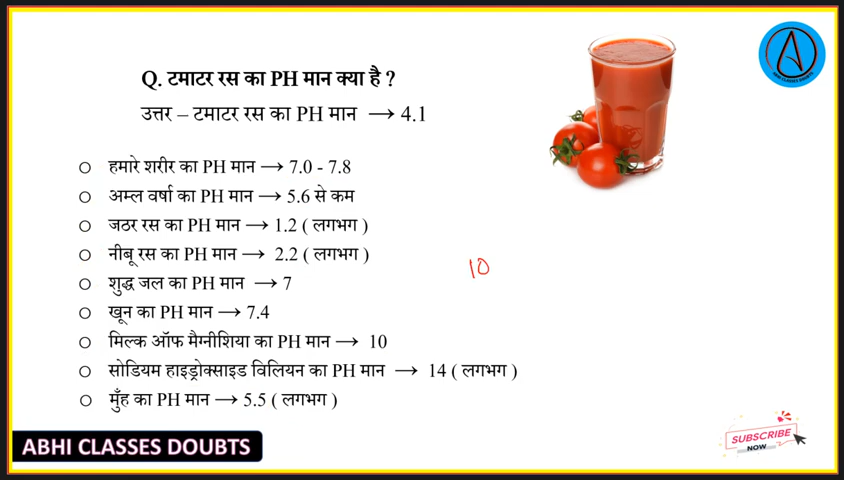 Q. टमाटर रस का PH मान क्या है ?
उत्तर – टमाटर रस का PH मान → 4.1
हमारे शरीर का PH मान → 7.0 - 7.8
अम्ल वर्षा का PH मान → 5.6 से कम
जठर रस का PH मान → 1.2 ( लगभग )
नीबू रस का PH मान → 2.2 ( लगभग )
10
शुद्ध जल का PH मान → 7
खून का PH मान → 7.4
मिल्क ऑफ मैग्नीशिया का PH मान → 10
सोडियम हाइड्रोक्साइड विलियन का PH मान → 14 ( लगभग )
मुँह का PH मान → 5.5 ( लगभग )
ABHI CLASSES DOUBTS
SUBSCRIBE
NOW
ABHI CLASSES DOUBTS